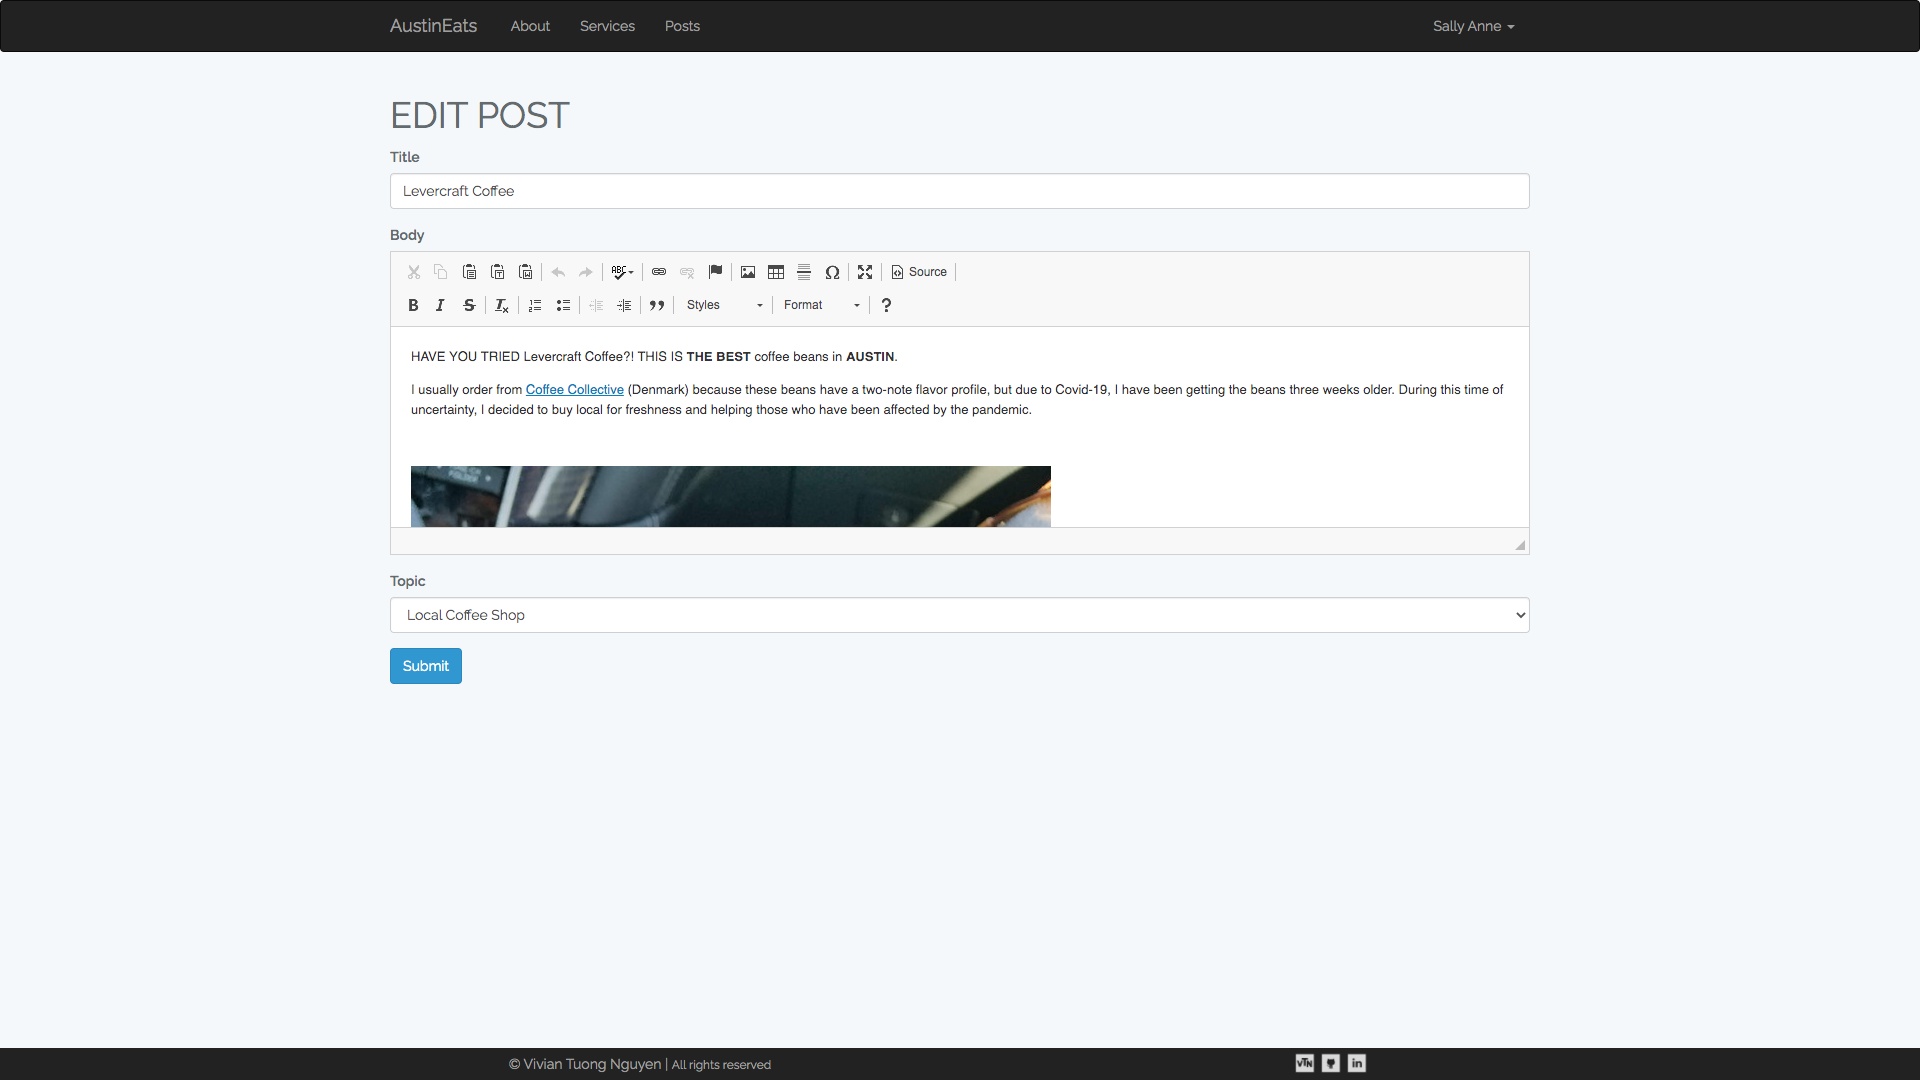 AustinEats About Services Posts Sally Anne
EDIT POST
Title
Levercraft Coffee
Body
ABC Source
B I S Tx Styles Format ?
HAVE YOU TRIED Levercraft Coffee?! THIS IS THE BEST coffee beans in AUSTIN.
I usually order from Coffee Collective (Denmark) because these beans have a two-note flavor profile, but due to Covid-19, I have been getting the beans three weeks older. During this time of
uncertainty, I decided to buy local for freshness and helping those who have been affected by the pandemic.
FOLDER
Topic
Local Coffee Shop
Submit
© Vivian Tuong Nguyen | All rights reserved VTN in